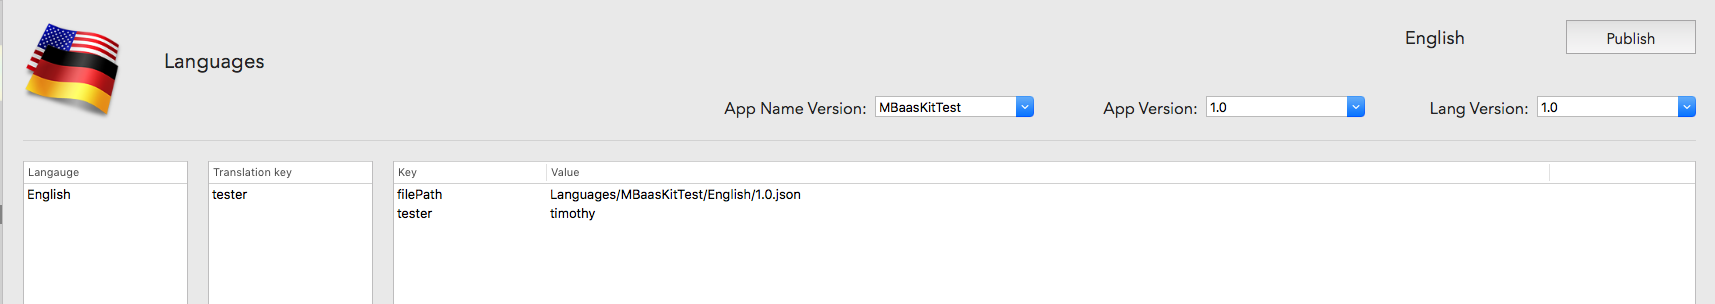 English
Publish
Languages
App Name Version: MBaasKitTest App Version: 1.0 Lang Version: 1.0
Langauge Translation key Key Value
English tester filePath Languages/MBaasKitTest/English/1.0.json
tester timothy